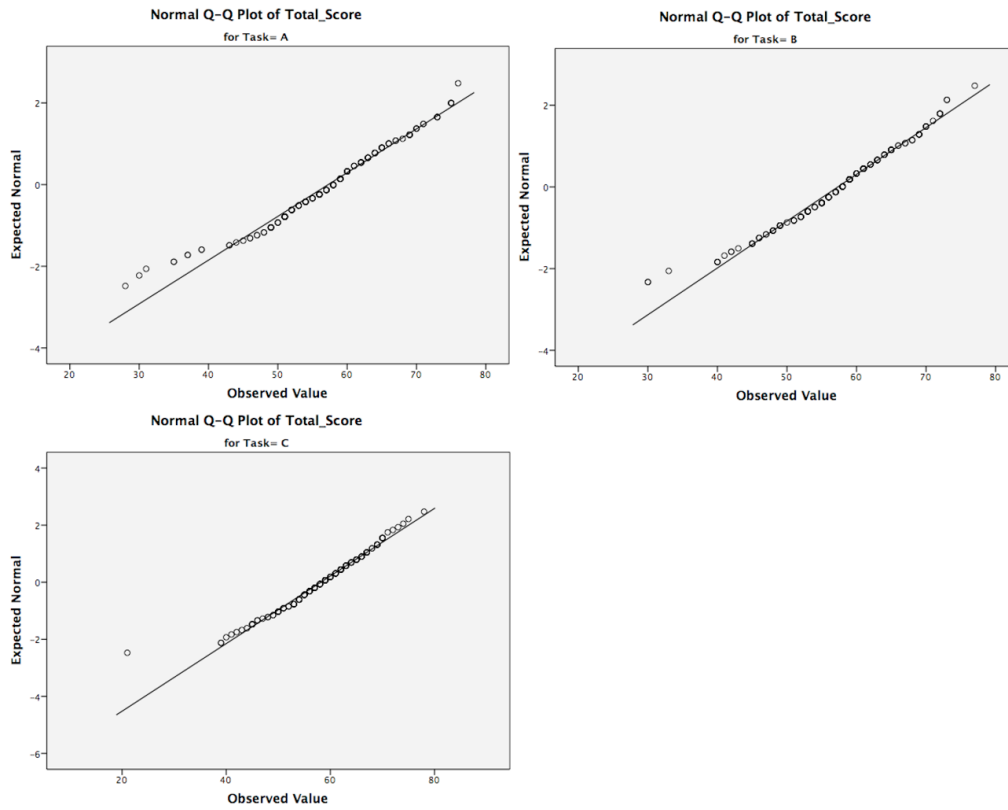 Normal Q-Q Plot of Total_Score
for Task= A
Expected Normal
2
0
-2
-4
20 30 40 50 60 70 80
Observed Value
Normal Q-Q Plot of Total_Score
for Task= B
Expected Normal
2
0
-2
-4
20 30 40 50 60 70 80
Observed Value
Normal Q-Q Plot of Total_Score
for Task= C
Expected Normal
4
2
0
-2
-4
-6
20 40 60 80
Observed Value